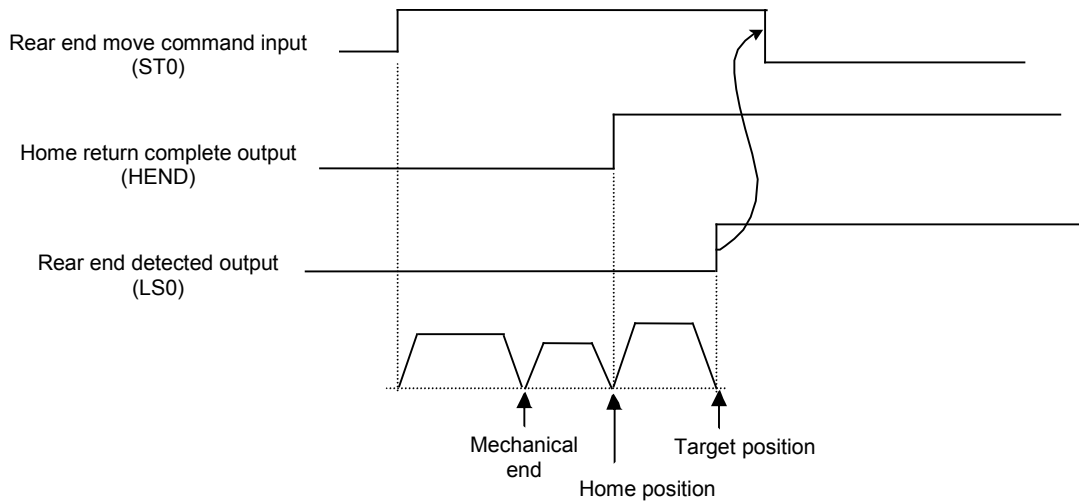 Rear end move command input
(ST0)
Home return complete output
(HEND)
Rear end detected output
(LS0)
Mechanical
end
Target position
Home position